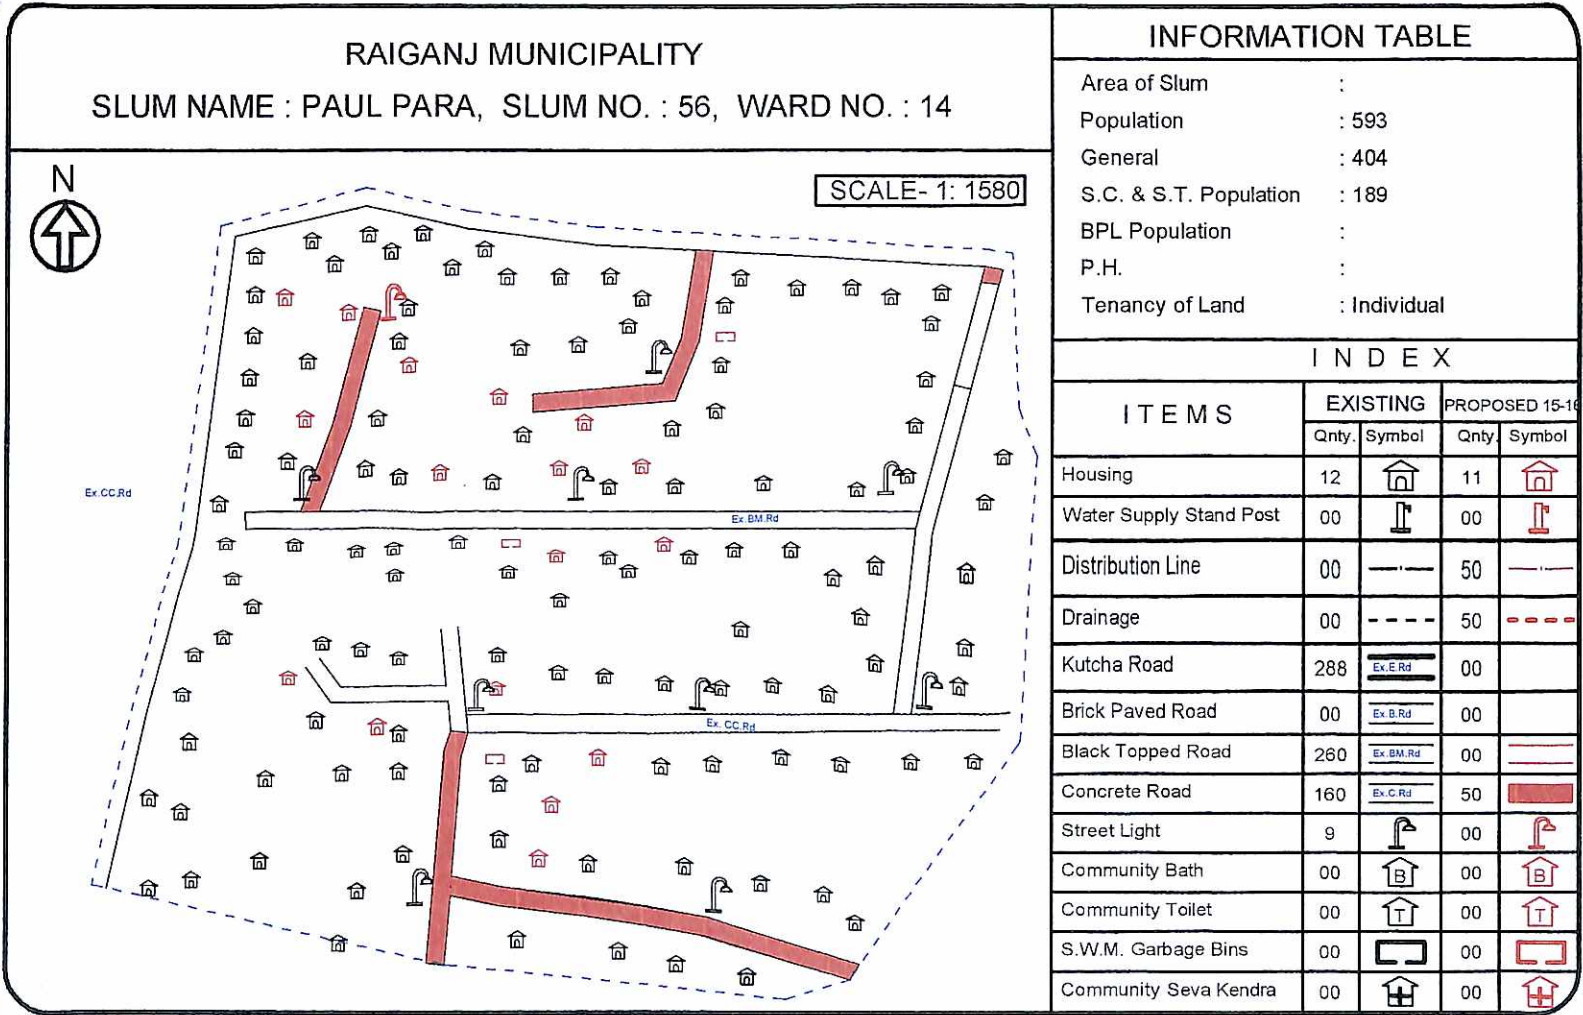 RAIGANJ MUNICIPALITY
SLUM NAME : PAUL PARA, SLUM NO. : 56, WARD NO. : 14
N
SCALE- 1: 1580
Ex.CC.Rd
Ex.BM.Rd
Ex. CC.Rd
INFORMATION TABLE
Area of Slum :
Population : 593
General : 404
S.C. & S.T. Population : 189
BPL Population :
P.H. :
Tenancy of Land : Individual
INDEX
ITEMS EXISTING PROPOSED 15-16
Qnty. Symbol Qnty. Symbol
Housing 12 11
Water Supply Stand Post 00 00
Distribution Line 00 50
Drainage 00 50
Kutcha Road 288 Ex.E.Rd 00
Brick Paved Road 00 Ex.B.Rd 00
Black Topped Road 260 Ex.BM.Rd 00
Concrete Road 160 Ex.C.Rd 50
Street Light 9 00
Community Bath 00 B 00 B
Community Toilet 00 T 00 T
S.W.M. Garbage Bins 00 00
Community Seva Kendra 00 00